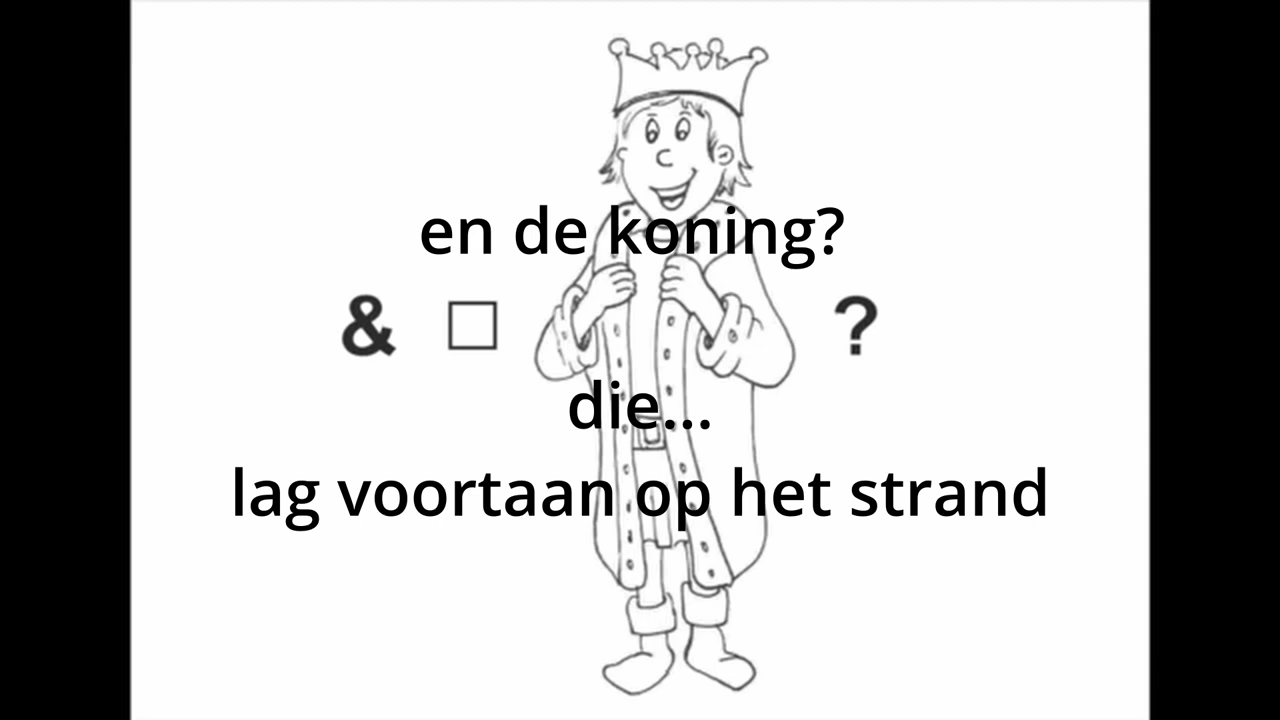 en de koning?
& □ ?
die...
lag voortaan op het strand